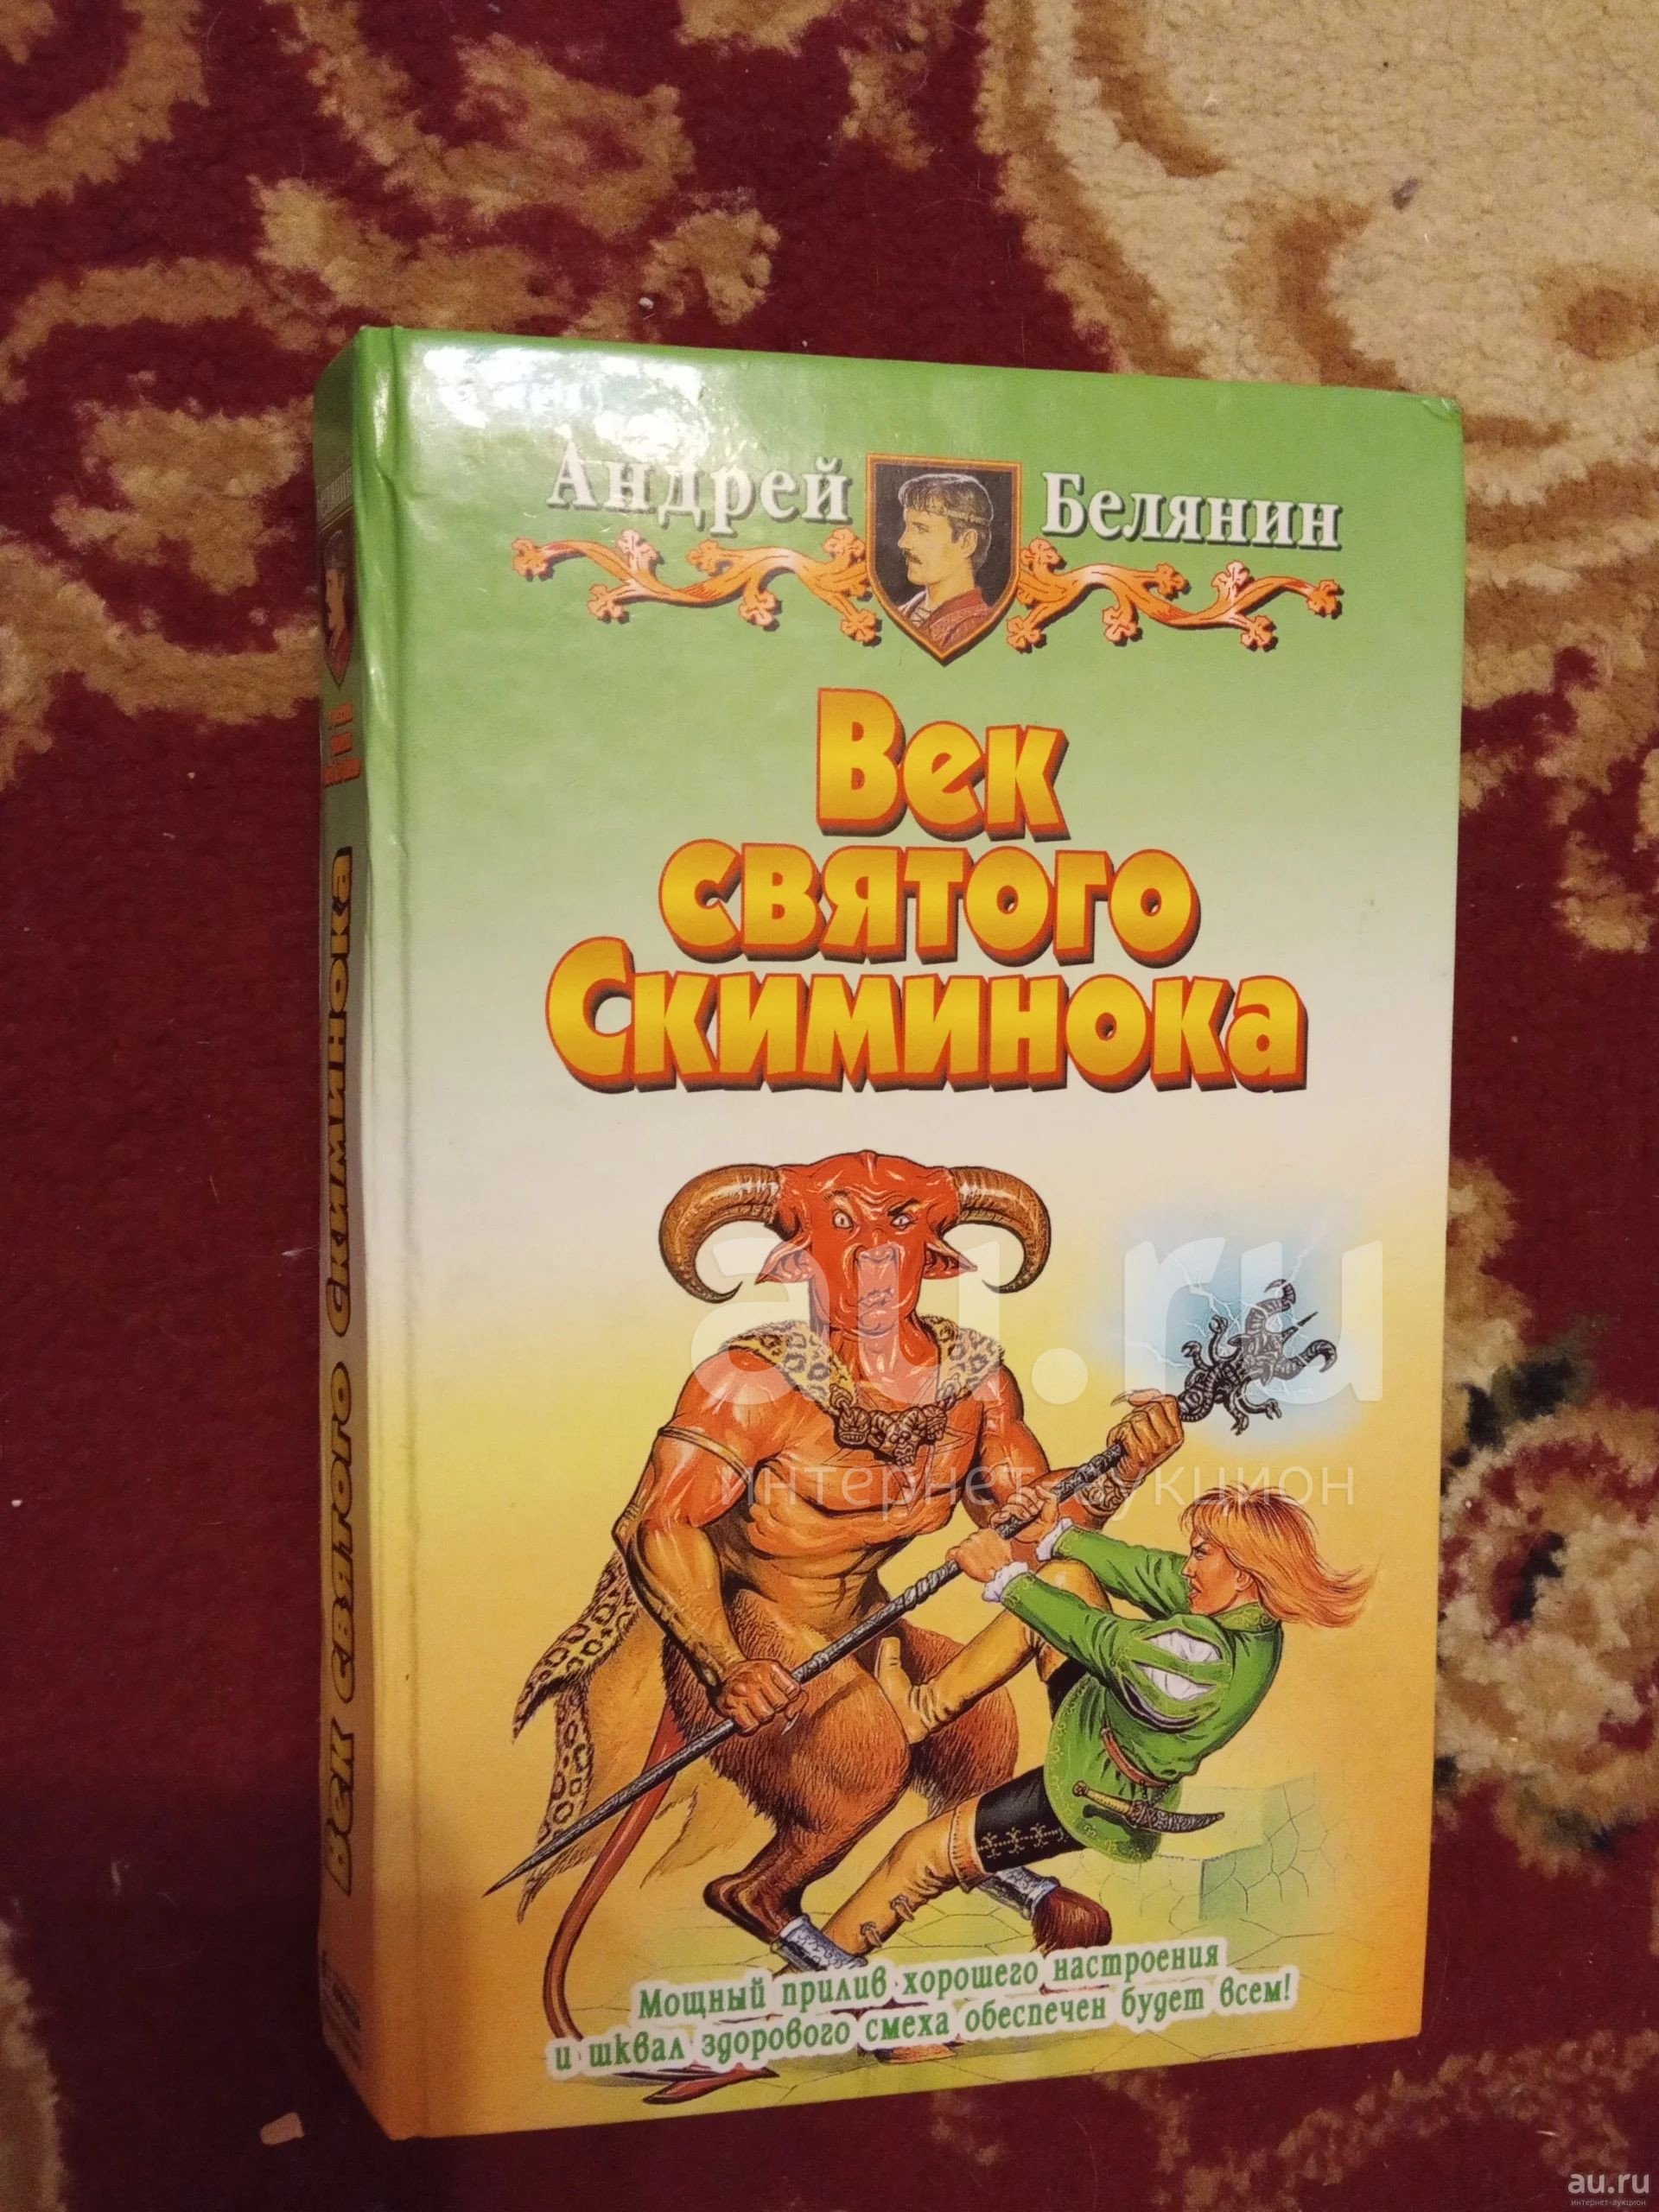 Андрей Белянин
Век
святого
Скиминока
Мощный прилив хорошего настроения
и шквал здорового смеха обеспечен будет всем!
Век святого Скиминока
au.ru
интернет-аукцион
au.ru
интернет-аукцион